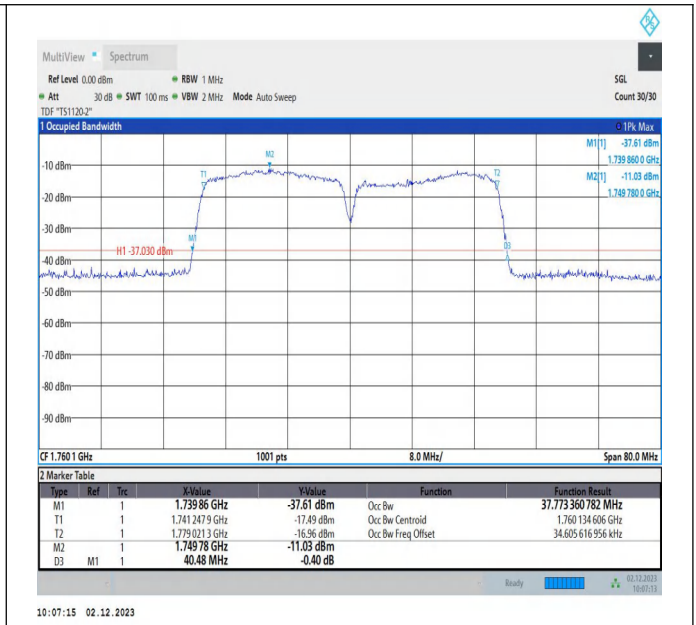 MultiView Spectrum
Ref Level 0.00 dBm RBW 1 MHz SGL
Att 30 dB SWT 100 ms VBW 2 MHz Mode Auto Sweep Count 30/30
TDF "TS1120-2"
1 Occupied Bandwidth 1Pk Max
M1[1] -37.61 dBm
1.739 860 0 GHz
M2[1] -11.03 dBm
1.749 780 0 GHz
M2
T1
T2
-10 dBm
-20 dBm
-30 dBm
M1
D3
H1 -37.030 dBm
-40 dBm
-50 dBm
-60 dBm
-70 dBm
-80 dBm
-90 dBm
CF 1.760 1 GHz 1001 pts 8.0 MHz/ Span 80.0 MHz
2 Marker Table
Type Ref Trc X-Value Y-Value Function Function Result
M1 1 1.739 86 GHz -37.61 dBm Occ Bw 37.773 360 782 MHz
T1 1 1.741 247 9 GHz -17.49 dBm Occ Bw Centroid 1.760 134 606 GHz
T2 1 1.779 021 3 GHz -16.96 dBm Occ Bw Freq Offset 34.605 616 956 kHz
M2 1 1.749 78 GHz -11.03 dBm
D3 M1 1 40.48 MHz -0.40 dB
Ready 02.12.2023
10:07:13
10:07:15 02.12.2023